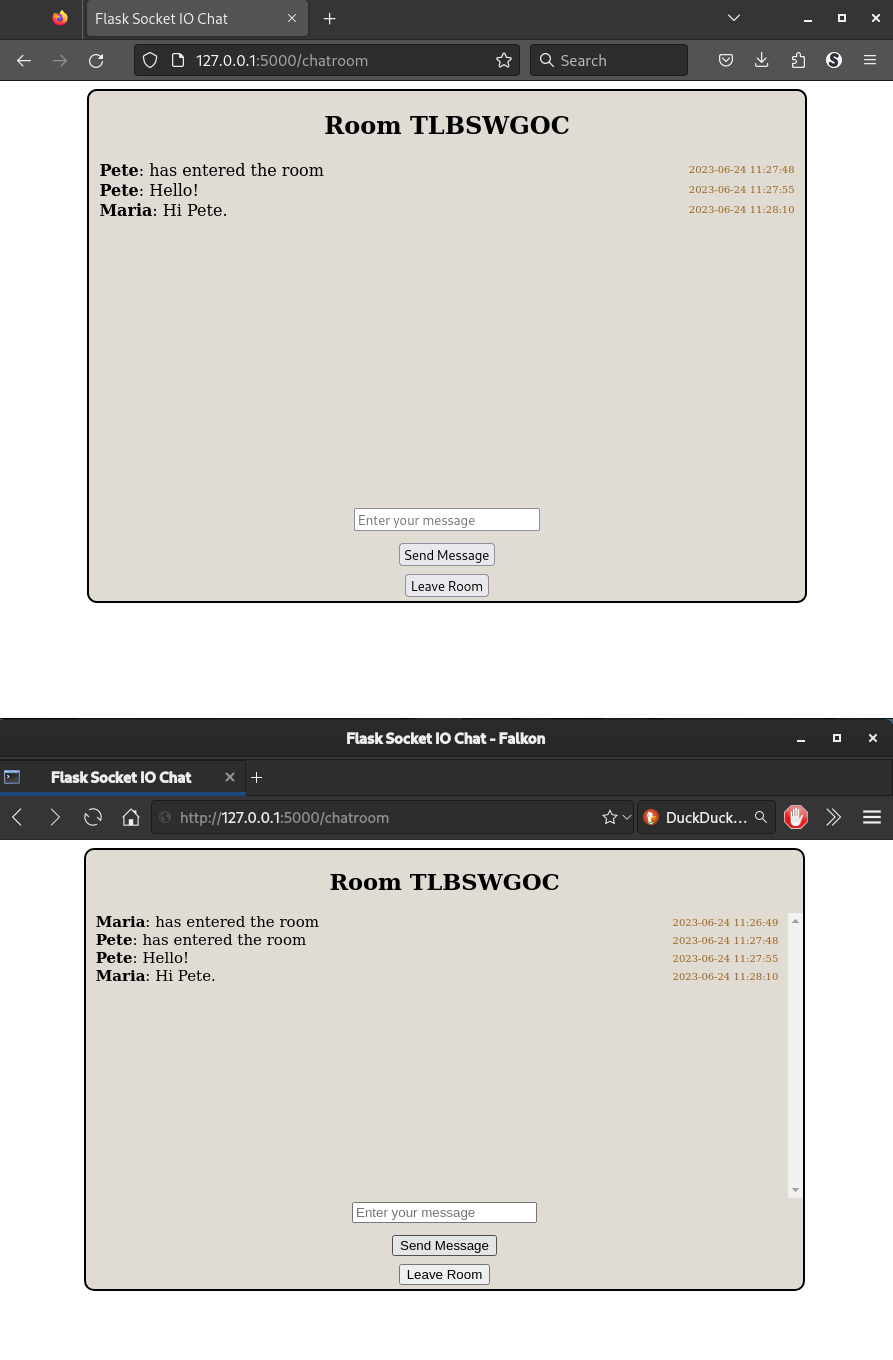 Flask Socket IO Chat
127.0.0.1:5000/chatroom
Search
Room TLBSWGOC
Pete: has entered the room 2023-06-24 11:27:48
Pete: Hello! 2023-06-24 11:27:55
Maria: Hi Pete. 2023-06-24 11:28:10
Enter your message
Send Message
Leave Room
Flask Socket IO Chat - Falkon
Flask Socket IO Chat
http://127.0.0.1:5000/chatroom
DuckDuck...
Room TLBSWGOC
Maria: has entered the room 2023-06-24 11:26:49
Pete: has entered the room 2023-06-24 11:27:48
Pete: Hello! 2023-06-24 11:27:55
Maria: Hi Pete. 2023-06-24 11:28:10
Enter your message
Send Message
Leave Room